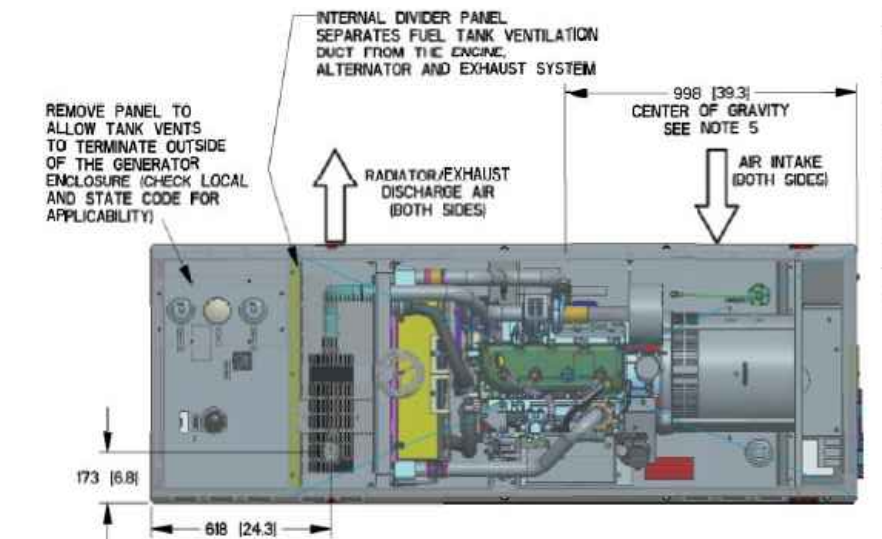 INTERNAL DIVIDER PANEL
SEPARATES FUEL TANK VENTILATION
DUCT FROM THE ENGINE,
ALTERNATOR AND EXHAUST SYSTEM
998 [39.3]
CENTER OF GRAVITY
SEE NOTE 5
REMOVE PANEL TO
ALLOW TANK VENTS
TO TERMINATE OUTSIDE
OF THE GENERATOR
ENCLOSURE (CHECK LOCAL
AND STATE CODE FOR
APPLICABILITY)
RADIATOR/EXHAUST
DISCHARGE AIR
(BOTH SIDES)
AIR INTAKE
(BOTH SIDES)
173 [6.8]
618 [24.3]